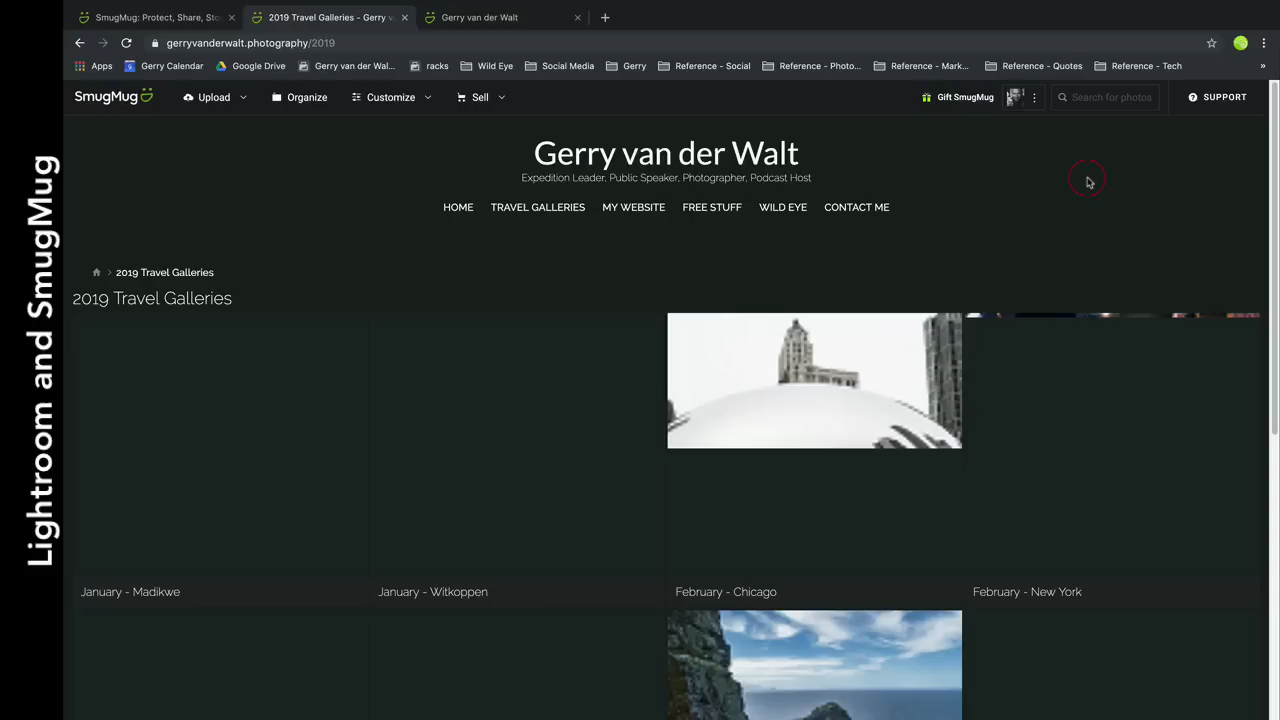 SmugMug: Protect, Share, Sto
2019 Travel Galleries - Gerry v
Gerry van der Walt
gerryvanderwalt.photography/2019
Apps
Gerry Calendar
Google Drive
Gerry van der Wal...
racks
Wild Eye
Social Media
Gerry
Reference - Social
Reference - Photo...
Reference - Mark...
Reference - Quotes
Reference - Tech
»
SmugMug
Upload
Organize
Customize
Sell
Gift SmugMug
Search for photos
SUPPORT
Gerry van der Walt
Expedition Leader, Public Speaker, Photographer, Podcast Host
HOME
TRAVEL GALLERIES
MY WEBSITE
FREE STUFF
WILD EYE
CONTACT ME
2019 Travel Galleries
2019 Travel Galleries
January - Madikwe
January - Witkoppen
February - Chicago
February - New York
Lightroom and SmugMug